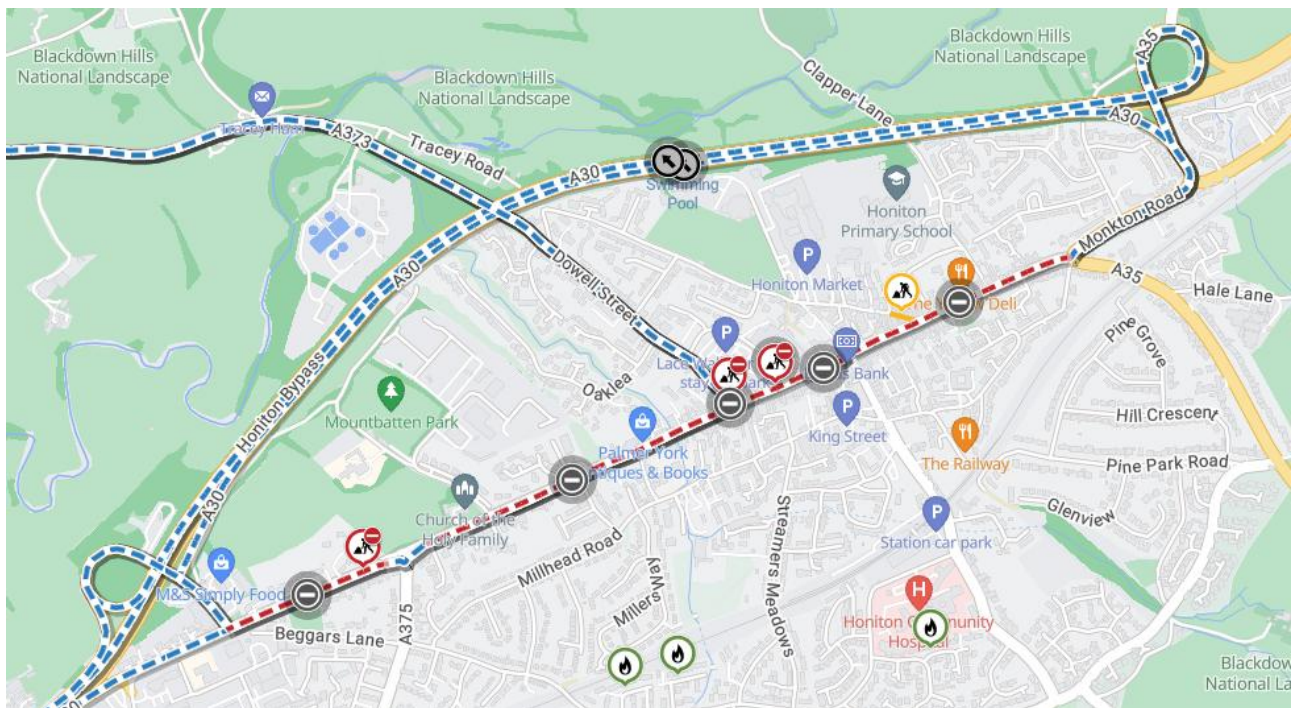 Blackdown Hills
National Landscape
Blackdown Hills
National Landscape
Blackdown Hills
National Landscape
A35
Clapper Lane
A30
A373
Tracey Road
A30
Swimming
Pool
Honiton
Primary School
Monkton Road
A35
Hale Lane
P
Honiton Market
Dowell Street
A30
Honiton Bypass
Deli
Pine Grove
P
Bank
Oaklea
Mountbatten Park
P
King Street
Hill Crescent
Palmer York
Books
The Railway
Pine Park Road
Glenview
Church of the
Holy Family
Streamers Meadows
P
Station car park
A30
Millhead Road
M&S Simply Food
Millers Way
Beggars Lane
A375
H
Honiton Community
Hospital
Blackdow
National La